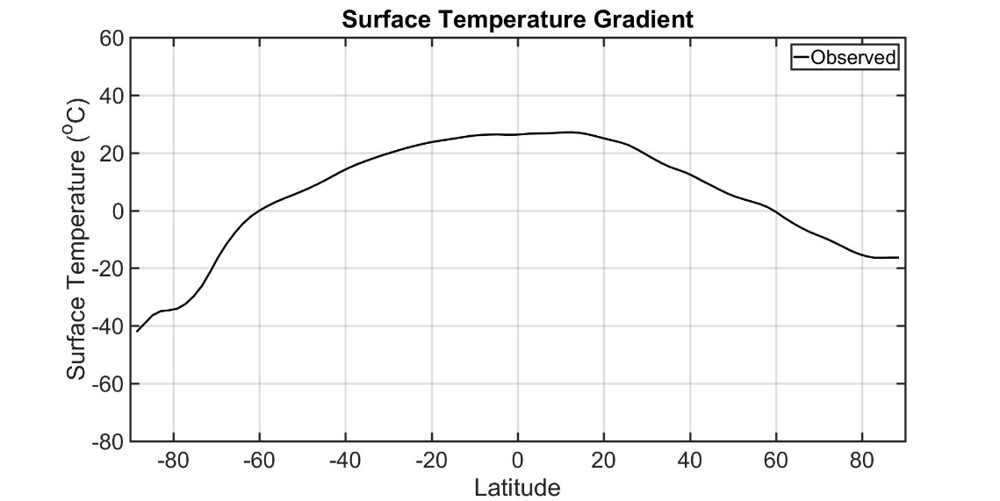 Surface Temperature Gradient
Observed
Surface Temperature (°C)
60
40
20
0
-20
-40
-60
-80
-80 -60 -40 -20 0 20 40 60 80
Latitude